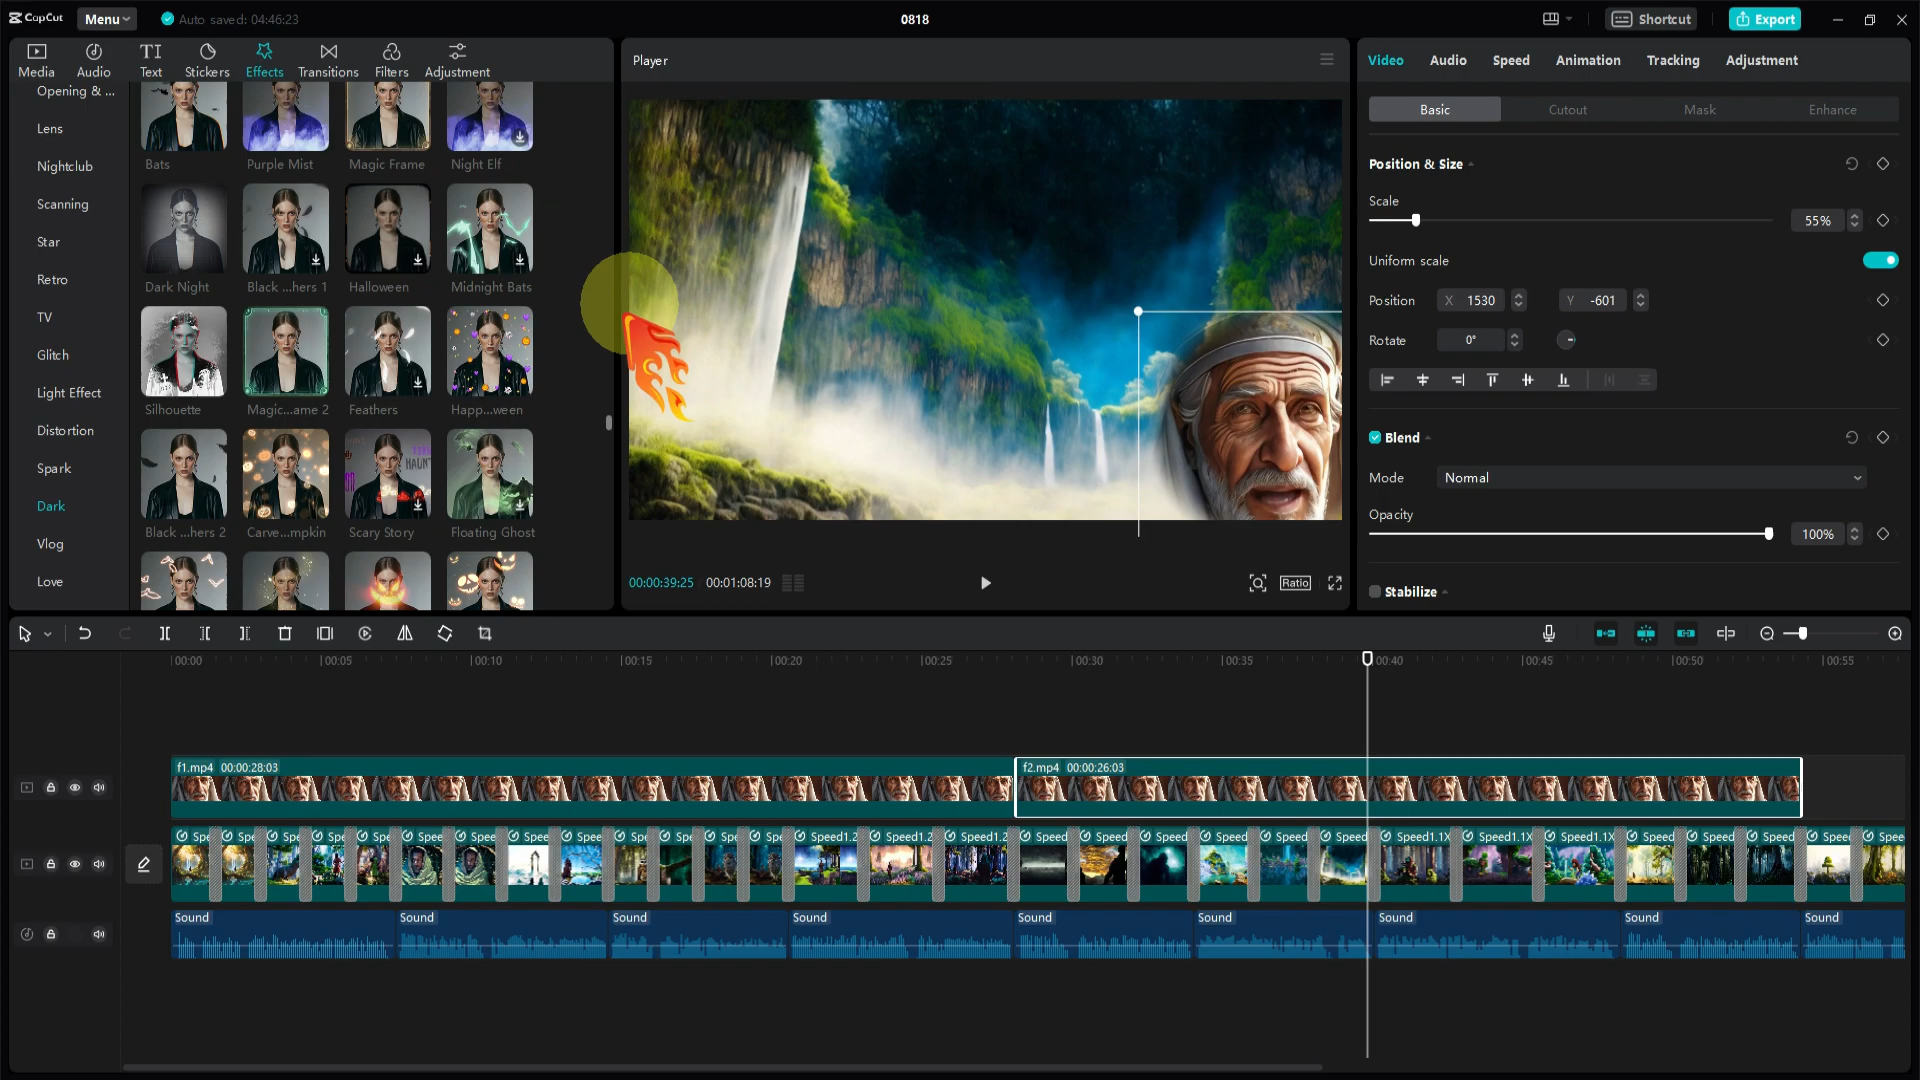 CapCut
Menu
Auto saved: 04:46:23
0818
Shortcut
Export
Media
Audio
Text
Stickers
Effects
Transitions
Filters
Adjustment
Opening & ...
Lens
Nightclub
Scanning
Star
Retro
TV
Glitch
Light Effect
Distortion
Spark
Dark
Vlog
Love
Bats
Purple Mist
Magic Frame
Night Elf
Dark Night
Black ...hers 1
Halloween
Midnight Bats
Silhouette
Magic...ame 2
Feathers
Happ...ween
Black ...hers 2
Carve...mpkin
Scary Story
Floating Ghost
Player
00:00:39:25
00:01:08:19
Ratio
Video
Audio
Speed
Animation
Tracking
Adjustment
Basic
Cutout
Mask
Enhance
Position & Size
Scale
55%
Uniform scale
Position
X 1530
Y -601
Rotate
0°
Blend
Mode
Normal
Opacity
100%
Stabilize
00:00
00:05
00:10
00:15
00:20
00:25
00:30
00:35
00:40
00:45
00:50
00:55
f1.mp4 00:00:28:03
f2.mp4 00:00:26:03
Spee
Spe
Spe
Spee
Spe
Speed
Speed
Speed
Speed
Spee
Spe
Spe
Spe
Speed1.2
Speed1.2
Speed1.2
Speed
Speed
Speed
Speed
Speed
Speed
Speed1.1X
Speed1.1X
Speed1.1X
Speed
Speed
Speed
Speed
Spee
Sound
Sound
Sound
Sound
Sound
Sound
Sound
Sound
Sound